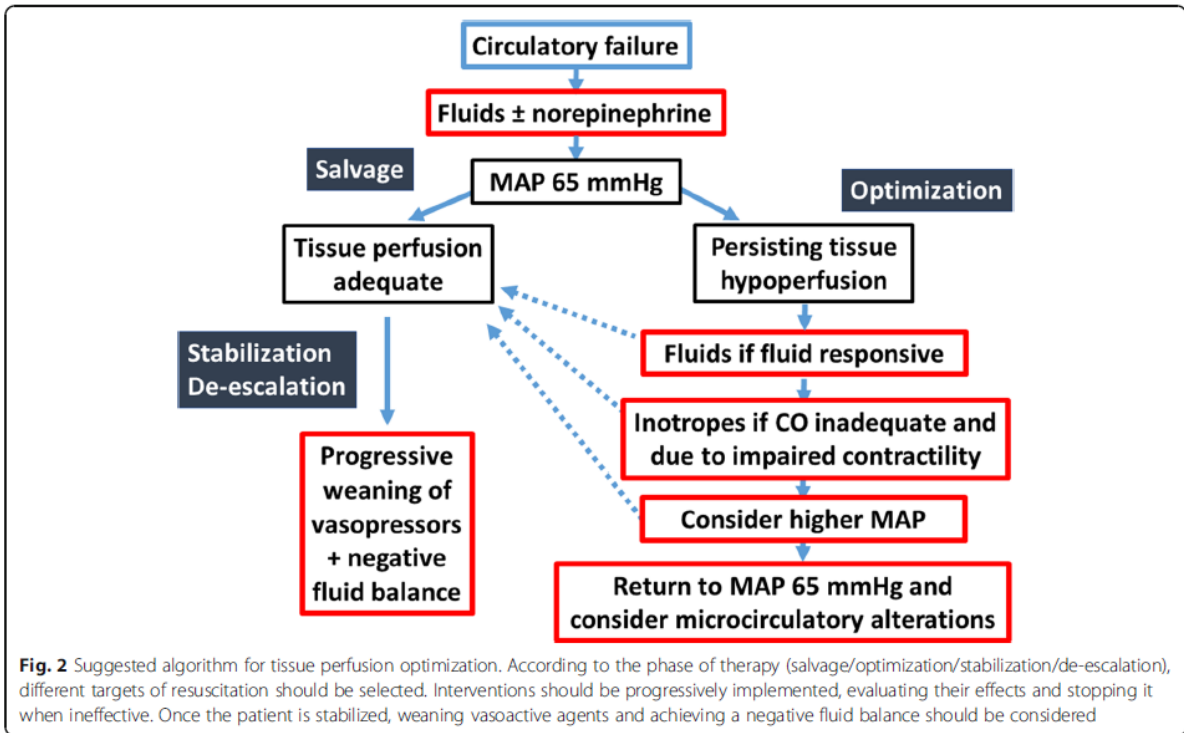 Circulatory failure
Fluids ± norepinephrine
Salvage
MAP 65 mmHg
Optimization
Tissue perfusion
adequate
Persisting tissue
hypoperfusion
Stabilization
De-escalation
Fluids if fluid responsive
Inotropes if CO inadequate and
due to impaired contractility
Progressive
weaning of
vasopressors
+ negative
fluid balance
Consider higher MAP
Return to MAP 65 mmHg and
consider microcirculatory alterations
Fig. 2 Suggested algorithm for tissue perfusion optimization. According to the phase of therapy (salvage/optimization/stabilization/de-escalation),
different targets of resuscitation should be selected. Interventions should be progressively implemented, evaluating their effects and stopping it
when ineffective. Once the patient is stabilized, weaning vasoactive agents and achieving a negative fluid balance should be considered